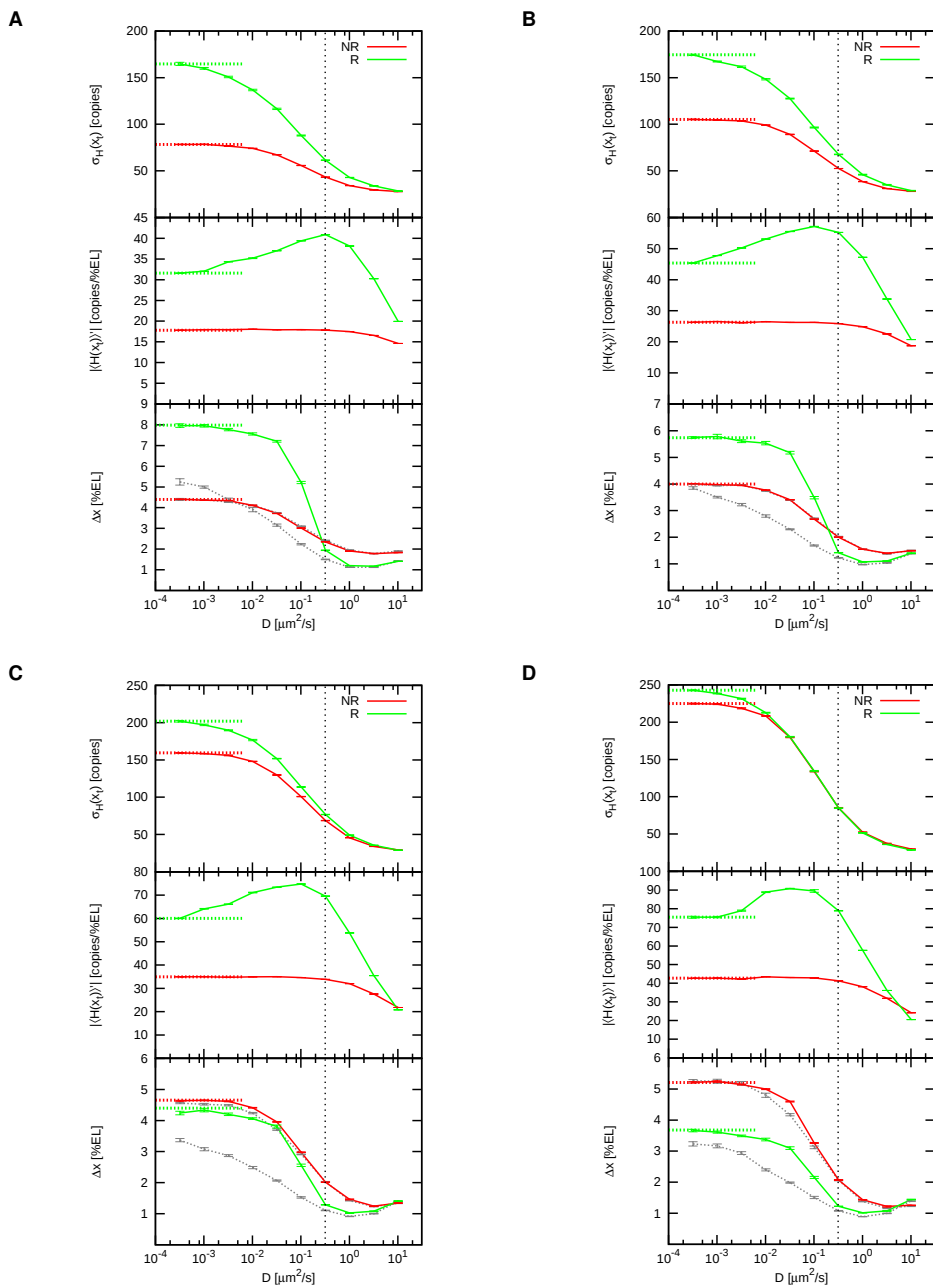 A
200
150
100
50
σH(xt) [copies]
NR
R
45
40
35
30
25
20
15
10
5
|⟨H(xt)⟩'| [copies/%EL]
9
8
7
6
5
4
3
2
1
Δx [%EL]
10⁻⁴ 10⁻³ 10⁻² 10⁻¹ 10⁰ 10¹
D [μm²/s]
B
200
150
100
50
σH(xt) [copies]
NR
R
60
50
40
30
20
10
|⟨H(xt)⟩'| [copies/%EL]
7
6
5
4
3
2
1
Δx [%EL]
10⁻⁴ 10⁻³ 10⁻² 10⁻¹ 10⁰ 10¹
D [μm²/s]
C
250
200
150
100
50
σH(xt) [copies]
NR
R
80
70
60
50
40
30
20
10
|⟨H(xt)⟩'| [copies/%EL]
6
5
4
3
2
1
Δx [%EL]
10⁻⁴ 10⁻³ 10⁻² 10⁻¹ 10⁰ 10¹
D [μm²/s]
D
250
200
150
100
50
σH(xt) [copies]
NR
R
100
90
80
70
60
50
40
30
20
10
|⟨H(xt)⟩'| [copies/%EL]
6
5
4
3
2
1
Δx [%EL]
10⁻⁴ 10⁻³ 10⁻² 10⁻¹ 10⁰ 10¹
D [μm²/s]